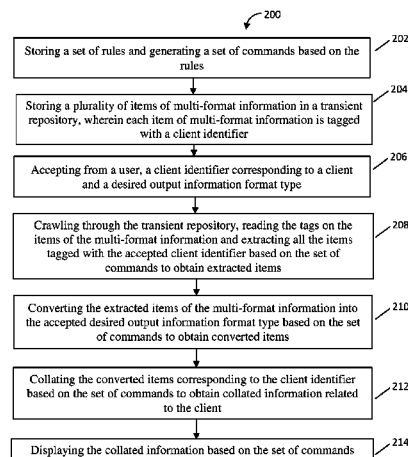 200
Storing a set of rules and generating a set of commands based on the
rules
202
Storing a plurality of items of multi-format information in a transient
repository, wherein each item of multi-format information is tagged
with a client identifier
204
Accepting from a user, a client identifier corresponding to a client
and a desired output information format type
206
Crawling through the transient repository, reading the tags on the
items of the multi-format information and extracting all the items
tagged with the accepted client identifier based on the set of
commands to obtain extracted items
208
Converting the extracted items of the multi-format information into
the accepted desired output information format type based on the set
of commands to obtain converted items
210
Collating the converted items corresponding to the client identifier
based on the set of commands to obtain collated information related
to the client
212
Displaying the collated information based on the set of commands
214